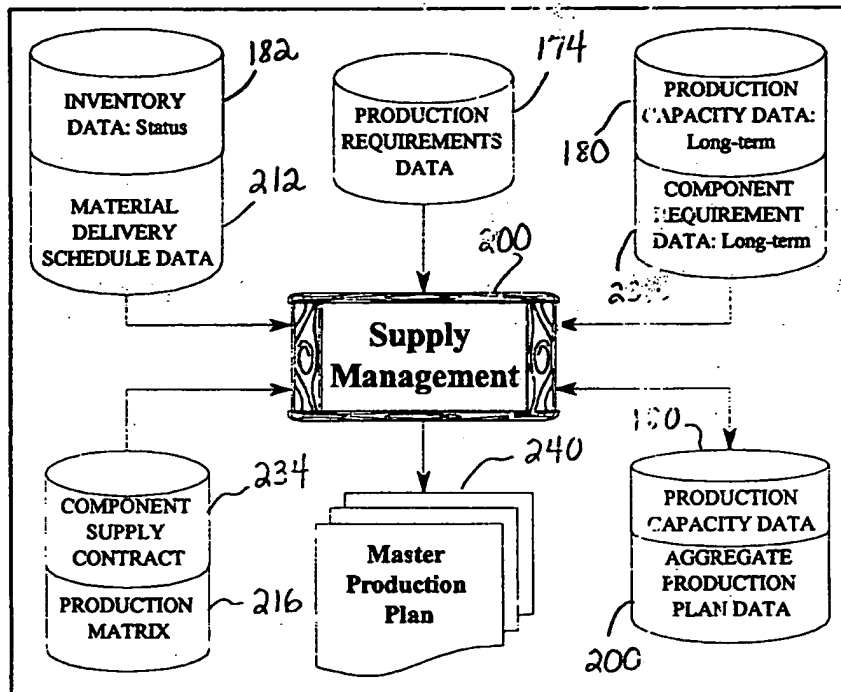 182
INVENTORY
DATA: Status
212
MATERIAL
DELIVERY
SCHEDULE DATA
174
PRODUCTION
REQUIREMENTS
DATA
PRODUCTION
CAPACITY DATA:
Long-term
180
COMPONENT
REQUIREMENT
DATA: Long-term
200
Supply
Management
COMPONENT
SUPPLY
CONTRACT
234
PRODUCTION
MATRIX
216
240
Master
Production
Plan
PRODUCTION
CAPACITY DATA
AGGREGATE
PRODUCTION
PLAN DATA
200